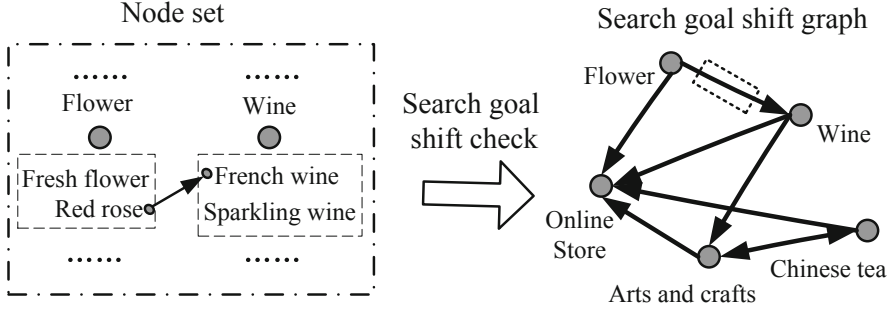 Node set
......
......
Flower
Wine
Fresh flower
Red rose
French wine
Sparkling wine
......
......
Search goal
shift check
Search goal shift graph
Flower
Wine
Online
Store
Chinese tea
Arts and crafts